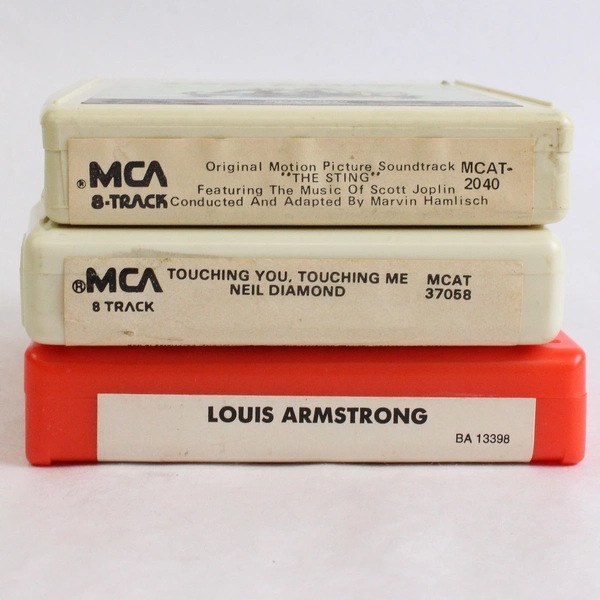 Original Motion Picture Soundtrack MCAT-
® MCA "THE STING" 2040
Featuring The Music Of Scott Joplin
8-TRACK Conducted And Adapted By Marvin Hamlisch
® MCA TOUCHING YOU, TOUCHING ME MCAT
NEIL DIAMOND 37058
8 TRACK
LOUIS ARMSTRONG
BA 13398